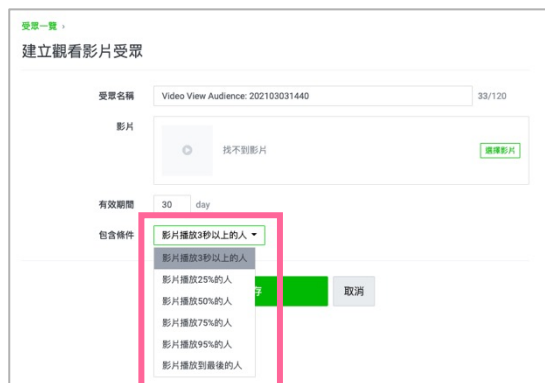 受眾一覽 ›
建立觀看影片受眾
受眾名稱 Video View Audience: 202103031440 33/120
影片 找不到影片 選擇影片
有效期間 30 day
包含條件 影片播放3秒以上的人
影片播放3秒以上的人
影片播放25%的人
影片播放50%的人
存 取消
影片播放75%的人
影片播放95%的人
影片播放到最後的人